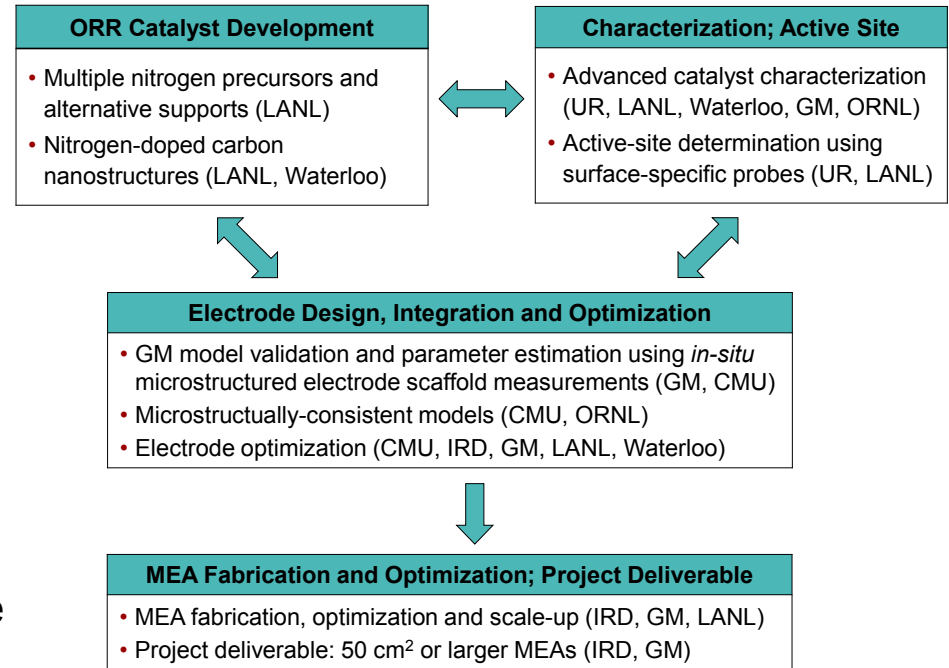 ORR Catalyst Development
• Multiple nitrogen precursors and
alternative supports (LANL)
• Nitrogen-doped carbon
nanostructures (LANL, Waterloo)
Characterization; Active Site
• Advanced catalyst characterization
(UR, LANL, Waterloo, GM, ORNL)
• Active-site determination using
surface-specific probes (UR, LANL)
Electrode Design, Integration and Optimization
• GM model validation and parameter estimation using in-situ
microstructured electrode scaffold measurements (GM, CMU)
• Microstructually-consistent models (CMU, ORNL)
• Electrode optimization (CMU, IRD, GM, LANL, Waterloo)
MEA Fabrication and Optimization; Project Deliverable
• MEA fabrication, optimization and scale-up (IRD, GM, LANL)
• Project deliverable: 50 cm² or larger MEAs (IRD, GM)
e